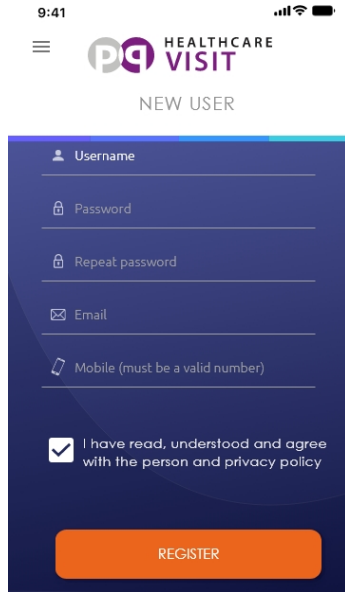 9:41
HEALTHCARE
VISIT
NEW USER
Username
Password
Repeat password
Email
Mobile (must be a valid number)
I have read, understood and agree
with the person and privacy policy
REGISTER